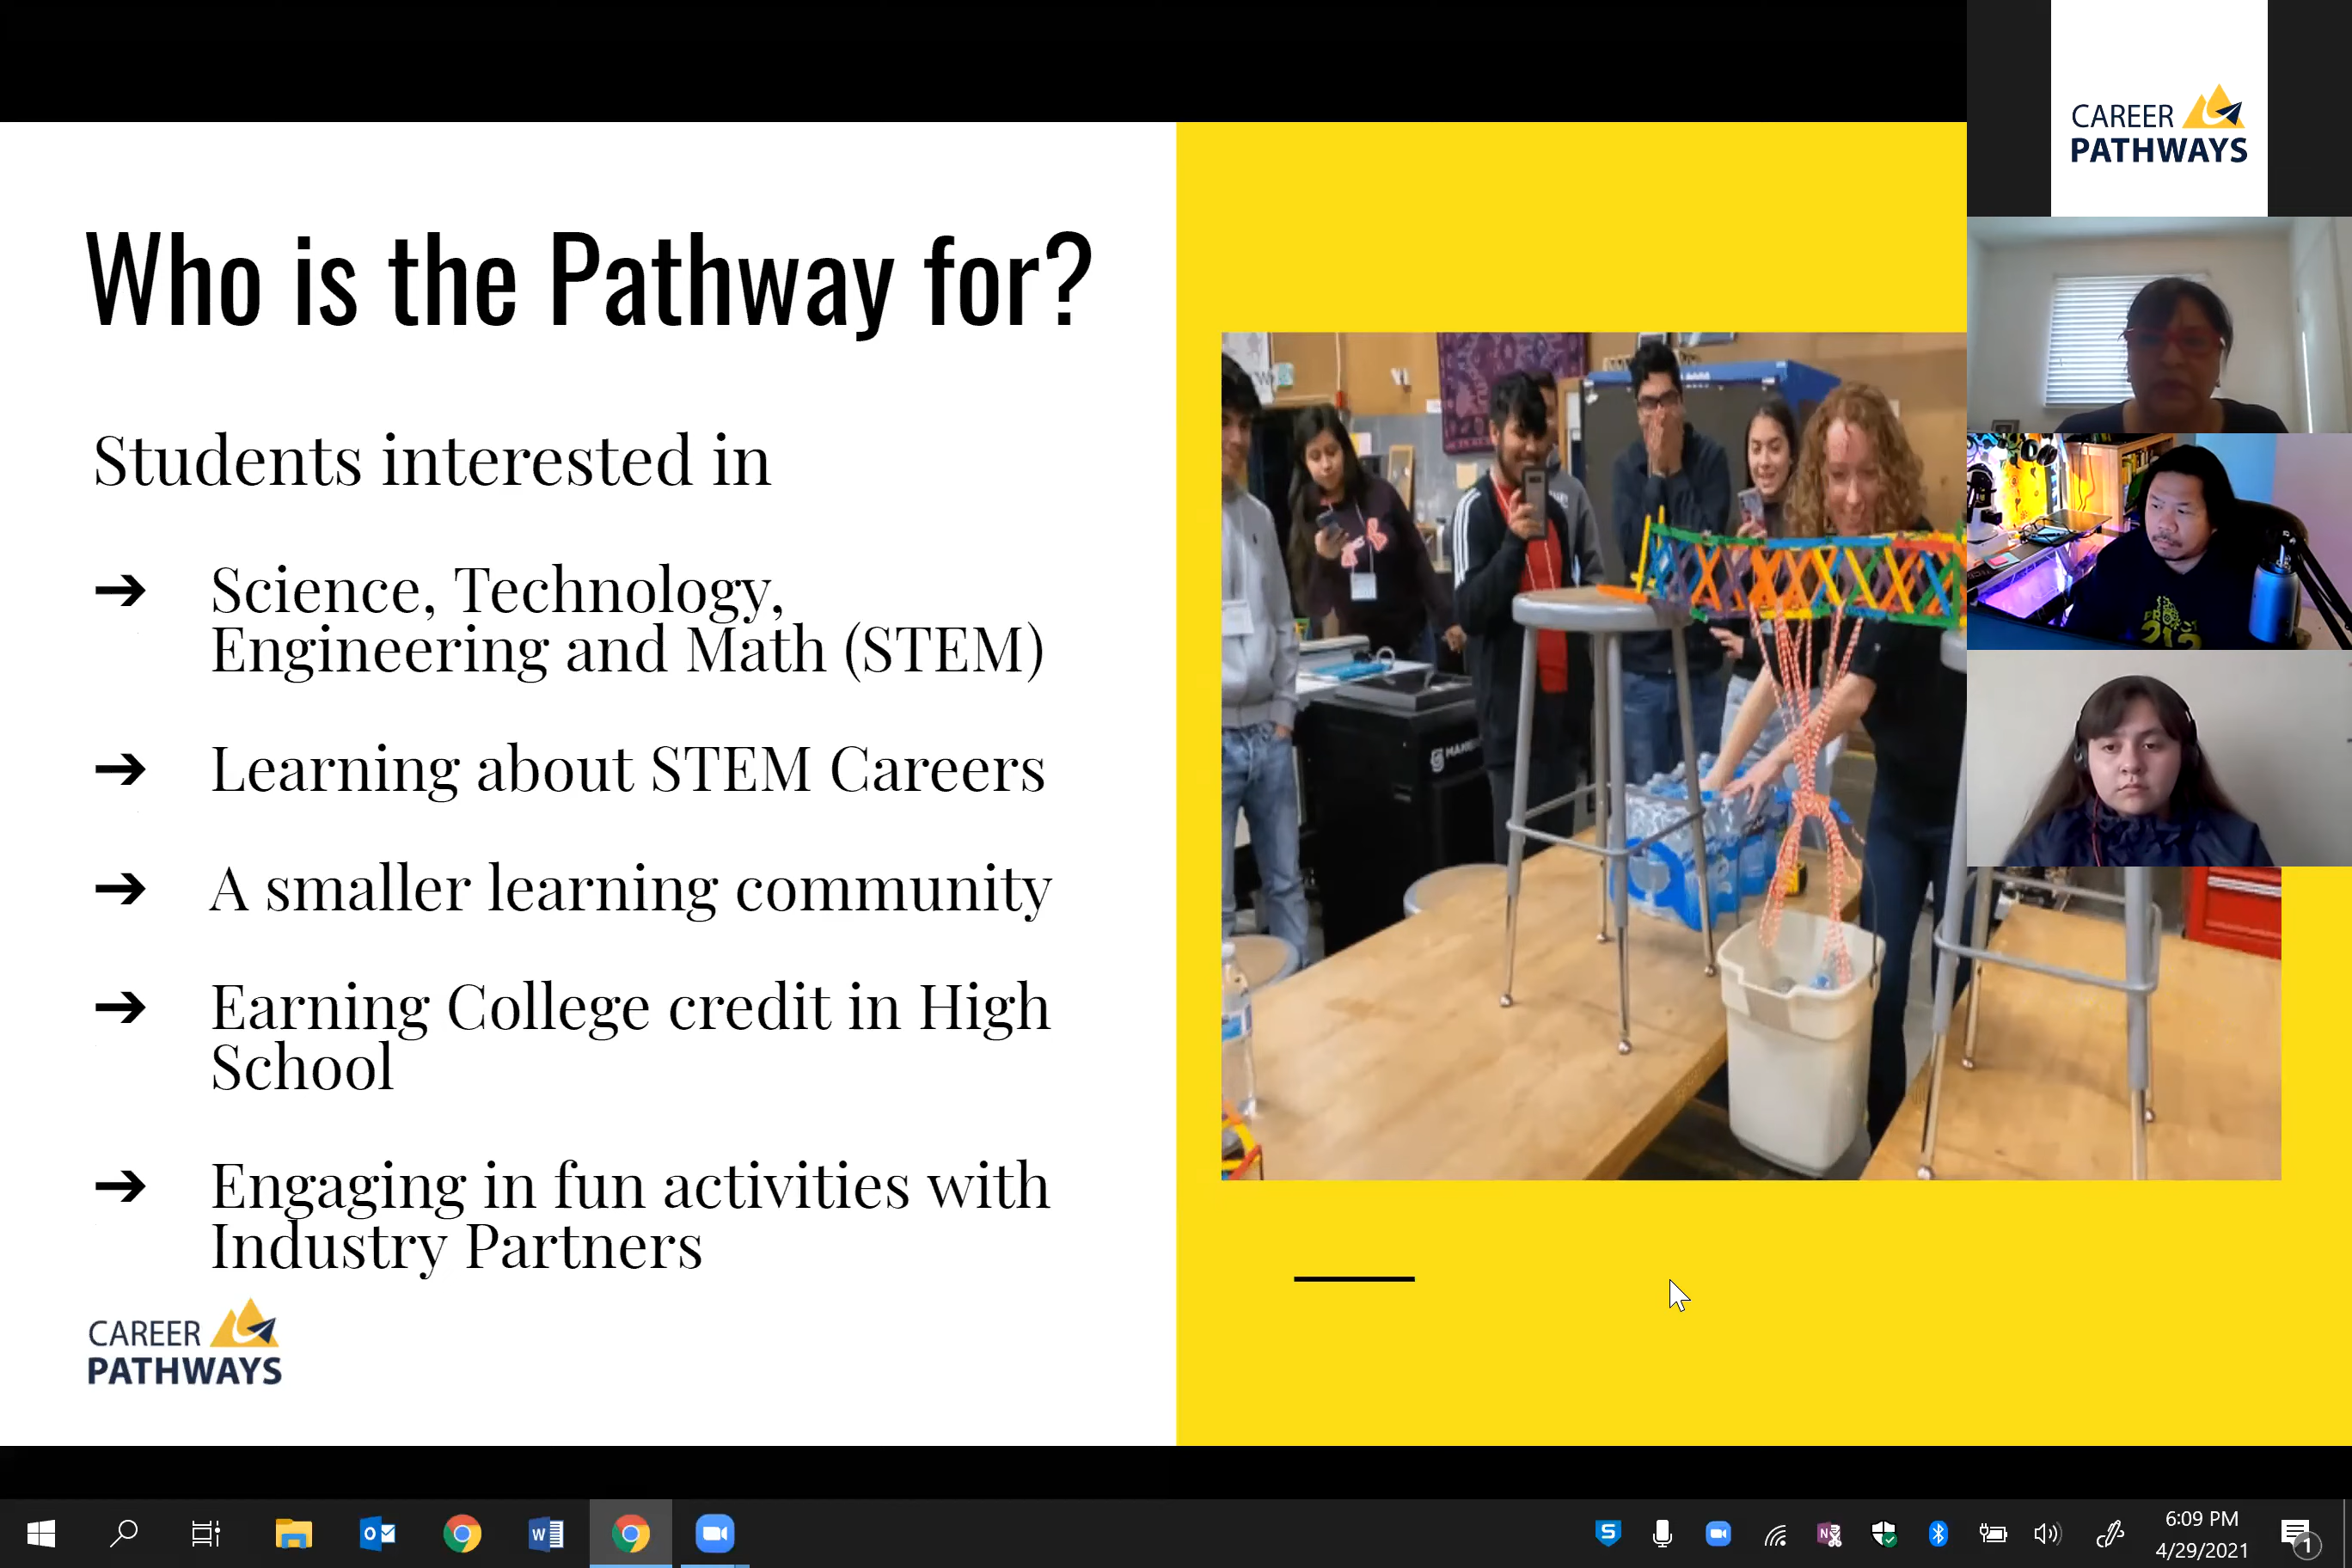 Who is the Pathway for?
Students interested in
➔ Science, Technology,
Engineering and Math (STEM)
➔ Learning about STEM Careers
➔ A smaller learning community
➔ Earning College credit in High
School
➔ Engaging in fun activities with
Industry Partners
CAREER
PATHWAYS
CAREER
PATHWAYS
212
6:09 PM
4/29/2021
1